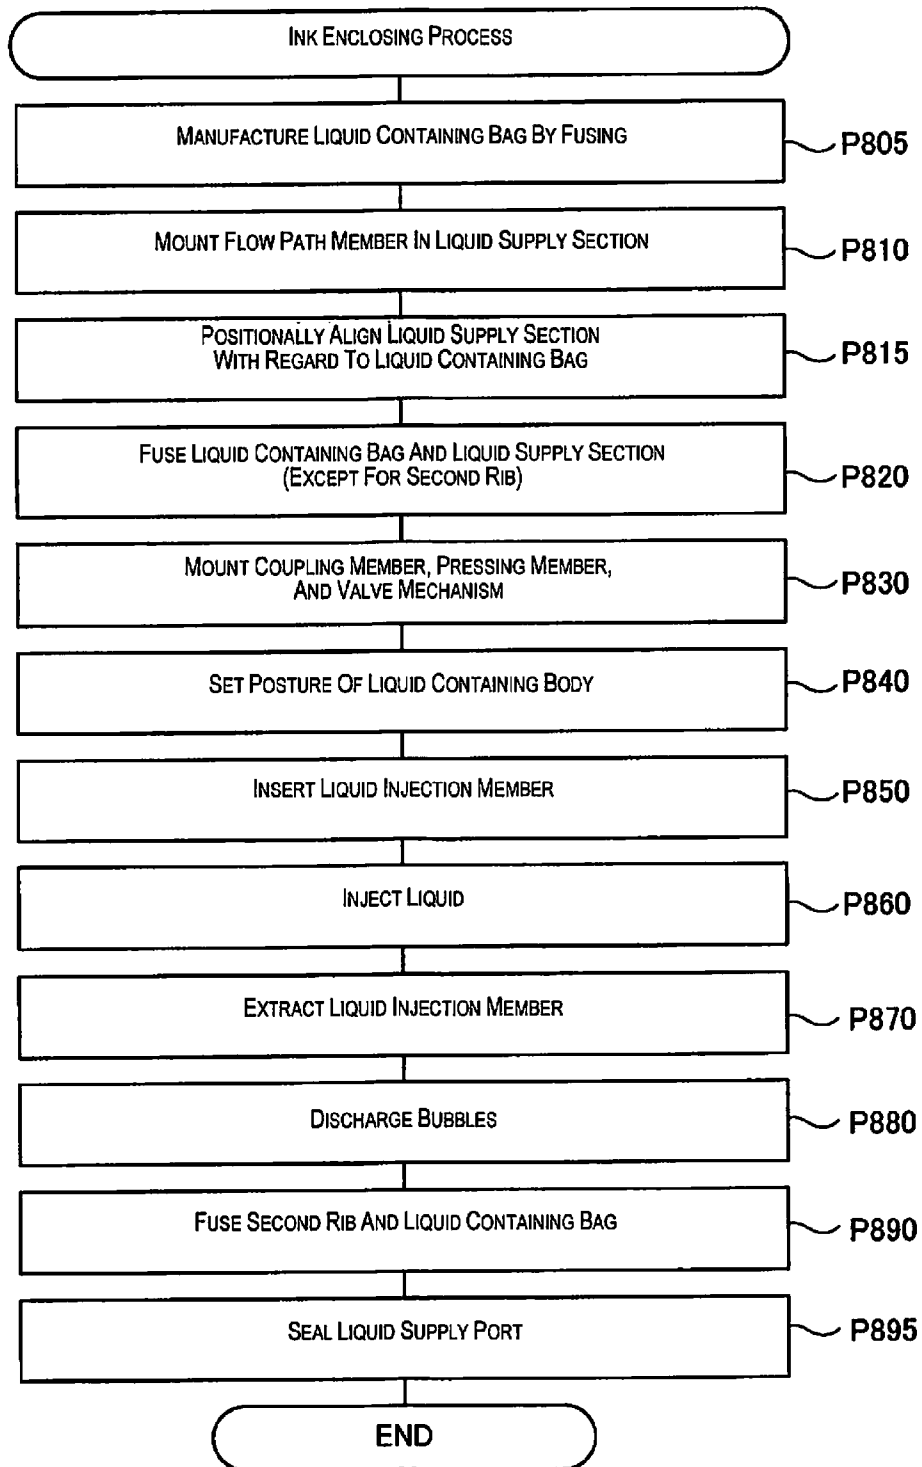 INK ENCLOSING PROCESS
MANUFACTURE LIQUID CONTAINING BAG BY FUSING
P805
MOUNT FLOW PATH MEMBER IN LIQUID SUPPLY SECTION
P810
POSITIONALLY ALIGN LIQUID SUPPLY SECTION
WITH REGARD TO LIQUID CONTAINING BAG
P815
FUSE LIQUID CONTAINING BAG AND LIQUID SUPPLY SECTION
(EXCEPT FOR SECOND RIB)
P820
MOUNT COUPLING MEMBER, PRESSING MEMBER,
AND VALVE MECHANISM
P830
SET POSTURE OF LIQUID CONTAINING BODY
P840
INSERT LIQUID INJECTION MEMBER
P850
INJECT LIQUID
P860
EXTRACT LIQUID INJECTION MEMBER
P870
DISCHARGE BUBBLES
P880
FUSE SECOND RIB AND LIQUID CONTAINING BAG
P890
SEAL LIQUID SUPPLY PORT
P895
END